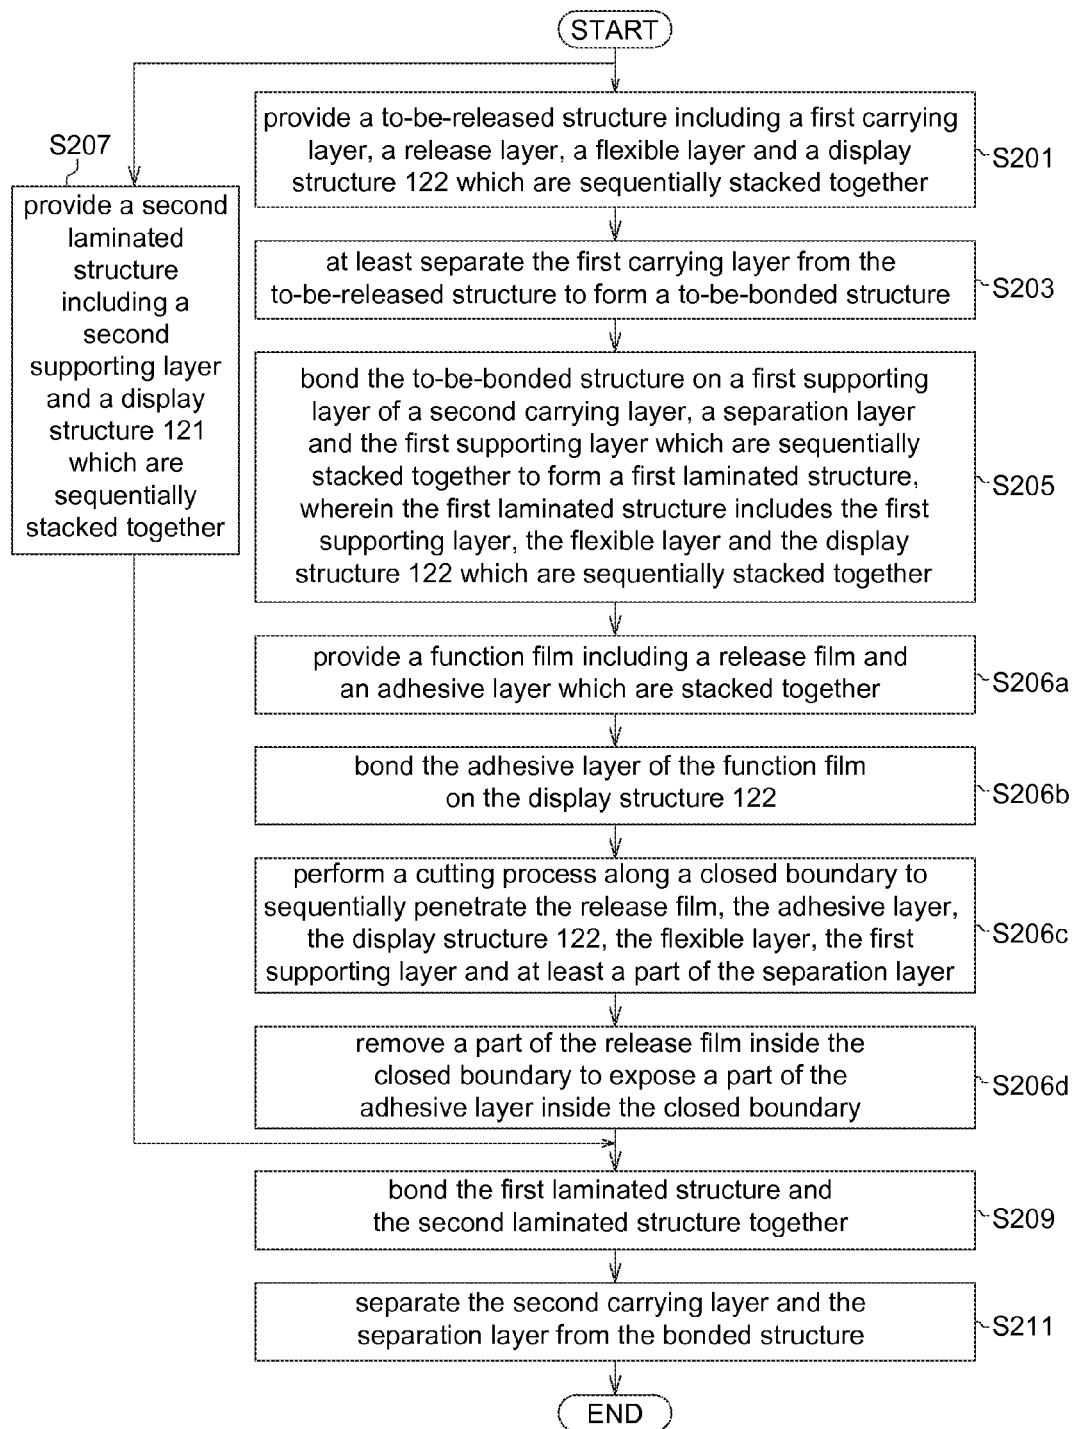 START
provide a to-be-released structure including a first carrying
layer, a release layer, a flexible layer and a display
structure 122 which are sequentially stacked together
S201
S207
provide a second
laminated
structure
including a
second
supporting layer
and a display
structure 121
which are
sequentially
stacked together
at least separate the first carrying layer from the
to-be-released structure to form a to-be-bonded structure
S203
bond the to-be-bonded structure on a first supporting
layer of a second carrying layer, a separation layer
and the first supporting layer which are sequentially
stacked together to form a first laminated structure,
wherein the first laminated structure includes the first
supporting layer, the flexible layer and the display
structure 122 which are sequentially stacked together
S205
provide a function film including a release film and
an adhesive layer which are stacked together
S206a
bond the adhesive layer of the function film
on the display structure 122
S206b
perform a cutting process along a closed boundary to
sequentially penetrate the release film, the adhesive layer,
the display structure 122, the flexible layer, the first
supporting layer and at least a part of the separation layer
S206c
remove a part of the release film inside the
closed boundary to expose a part of the
adhesive layer inside the closed boundary
S206d
bond the first laminated structure and
the second laminated structure together
S209
separate the second carrying layer and the
separation layer from the bonded structure
S211
END